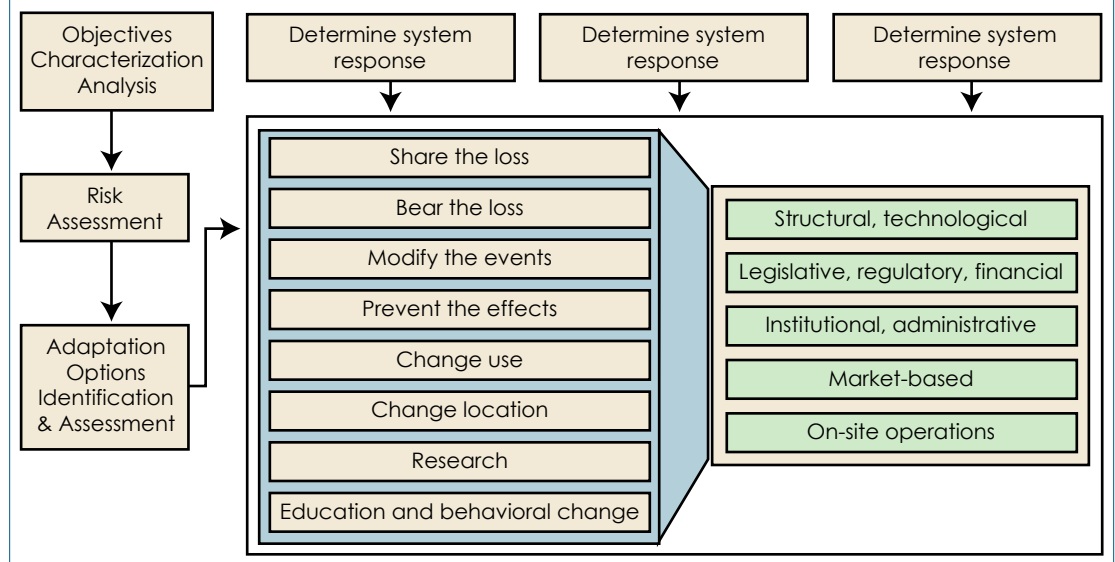 Objectives
Characterization
Analysis
Risk
Assessment
Adaptation
Options
Identification
& Assessment
Determine system
response
Determine system
response
Determine system
response
Share the loss
Bear the loss
Modify the events
Prevent the effects
Change use
Change location
Research
Education and behavioral change
Structural, technological
Legislative, regulatory, financial
Institutional, administrative
Market-based
On-site operations